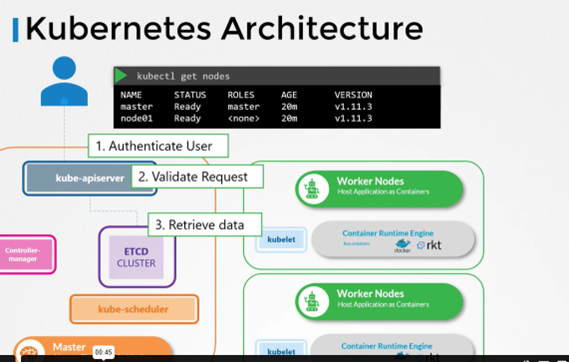 Kubernetes Architecture
kubectl get nodes
NAME STATUS ROLES AGE VERSION
master Ready master 20m v1.11.3
node01 Ready <none> 20m v1.11.3
1. Authenticate User
kube-apiserver
2. Validate Request
3. Retrieve data
ETCD
CLUSTER
Controller-
manager
kube-scheduler
Master
00:45
Worker Nodes
Host Application as Containers
kubelet
Container Runtime Engine
Run containers
docker
rkt
Worker Nodes
Host Application as Containers
kubelet
Container Runtime Engine